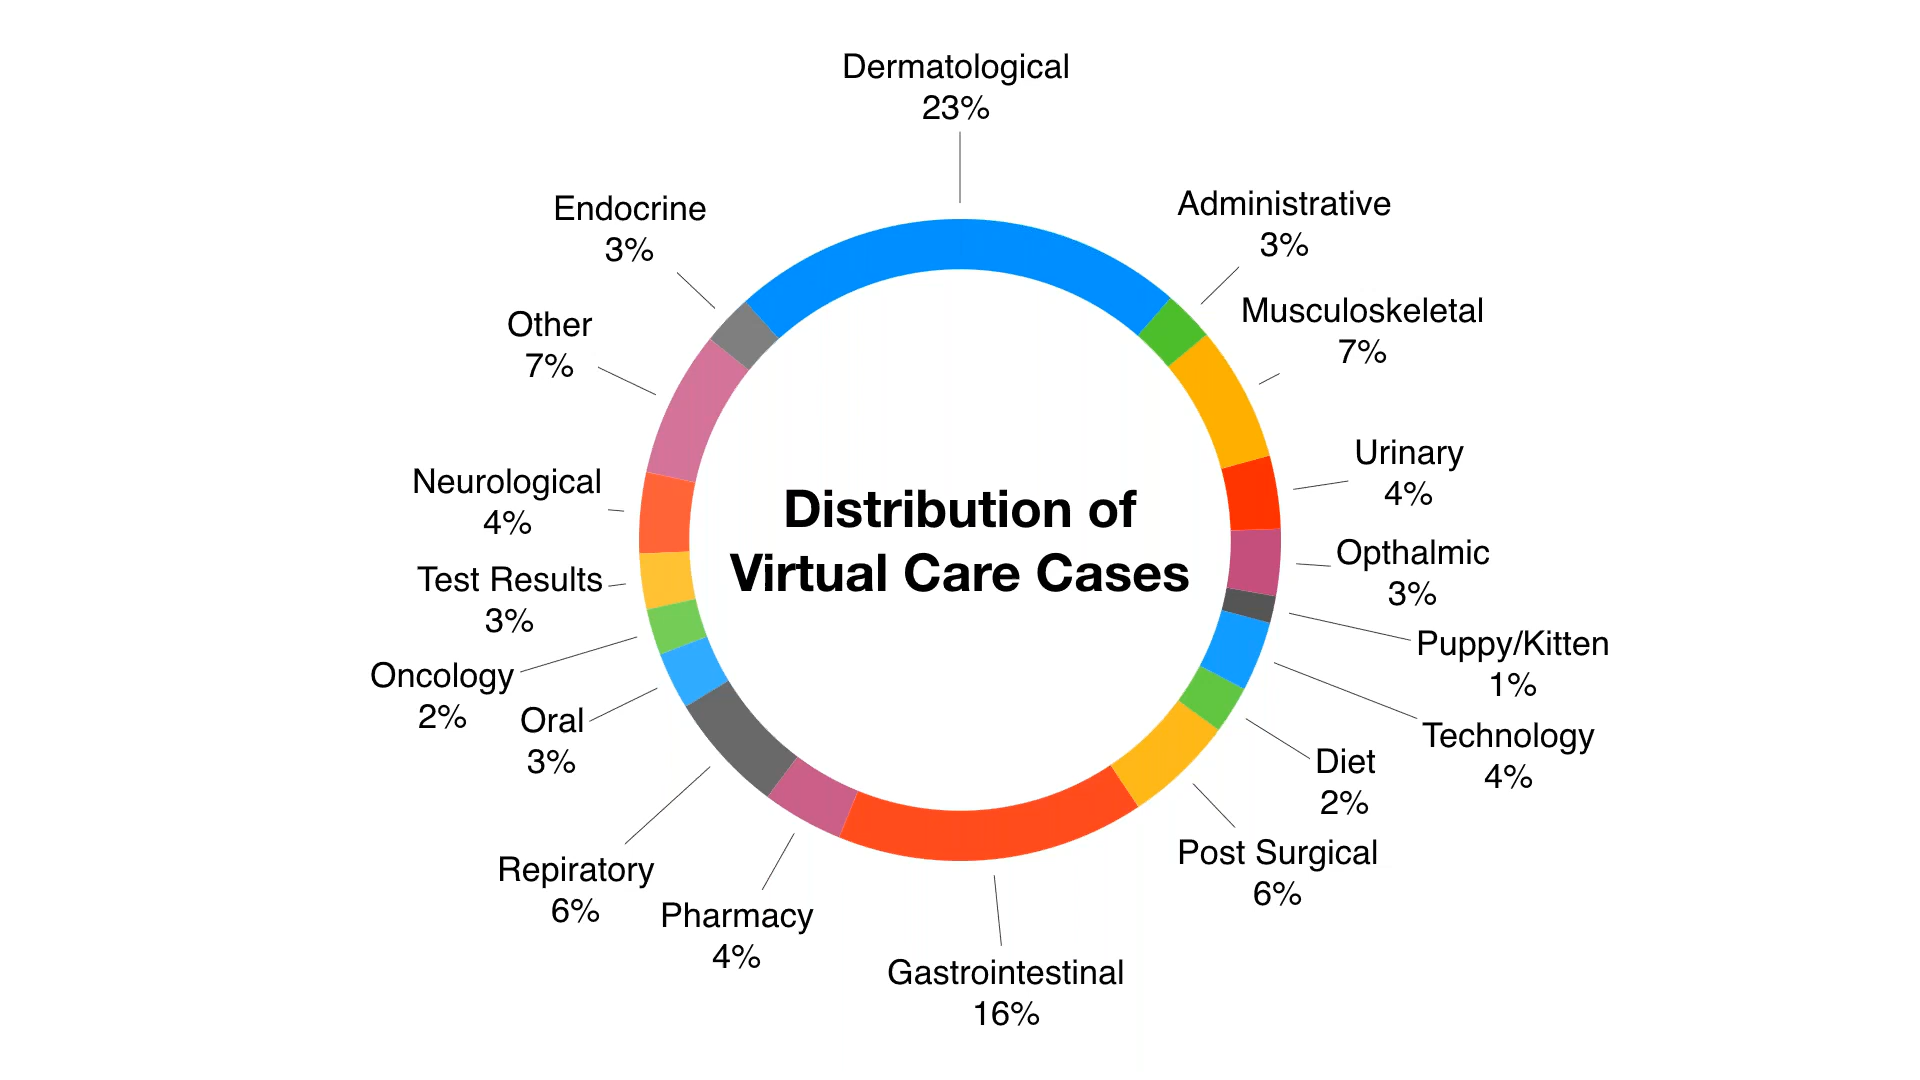 Dermatological
23%
Administrative
3%
Musculoskeletal
7%
Urinary
4%
Opthalmic
3%
Puppy/Kitten
1%
Technology
4%
Diet
2%
Post Surgical
6%
Gastrointestinal
16%
Pharmacy
4%
Repiratory
6%
Oral
3%
Oncology
2%
Test Results
3%
Neurological
4%
Other
7%
Endocrine
3%
Distribution of
Virtual Care Cases